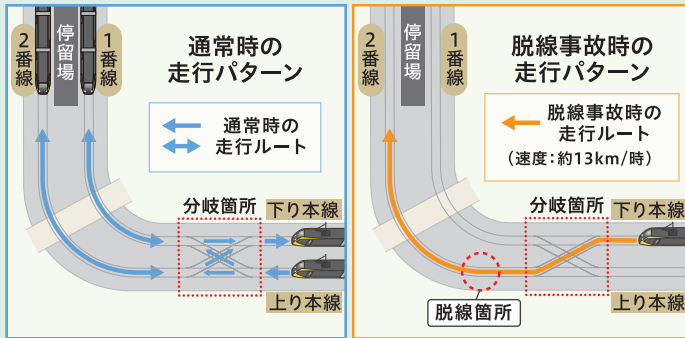 2番線
停留場
1番線
通常時の
走行パターン
通常時の
走行ルート
分岐箇所
下り本線
上り本線
2番線
停留場
1番線
脱線事故時の
走行パターン
脱線事故時の
走行ルート
(速度:約13km/時)
分岐箇所
下り本線
上り本線
脱線箇所